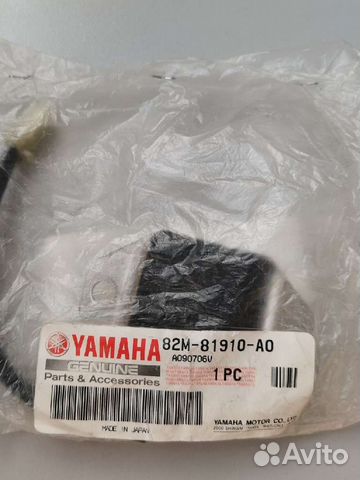 YAMAHA 82M-81910-A0
GENUINE A090706V
Parts & Accessories 1 PC
MADE IN JAPAN YAMAHA MOTOR CO.,LTD
Avito